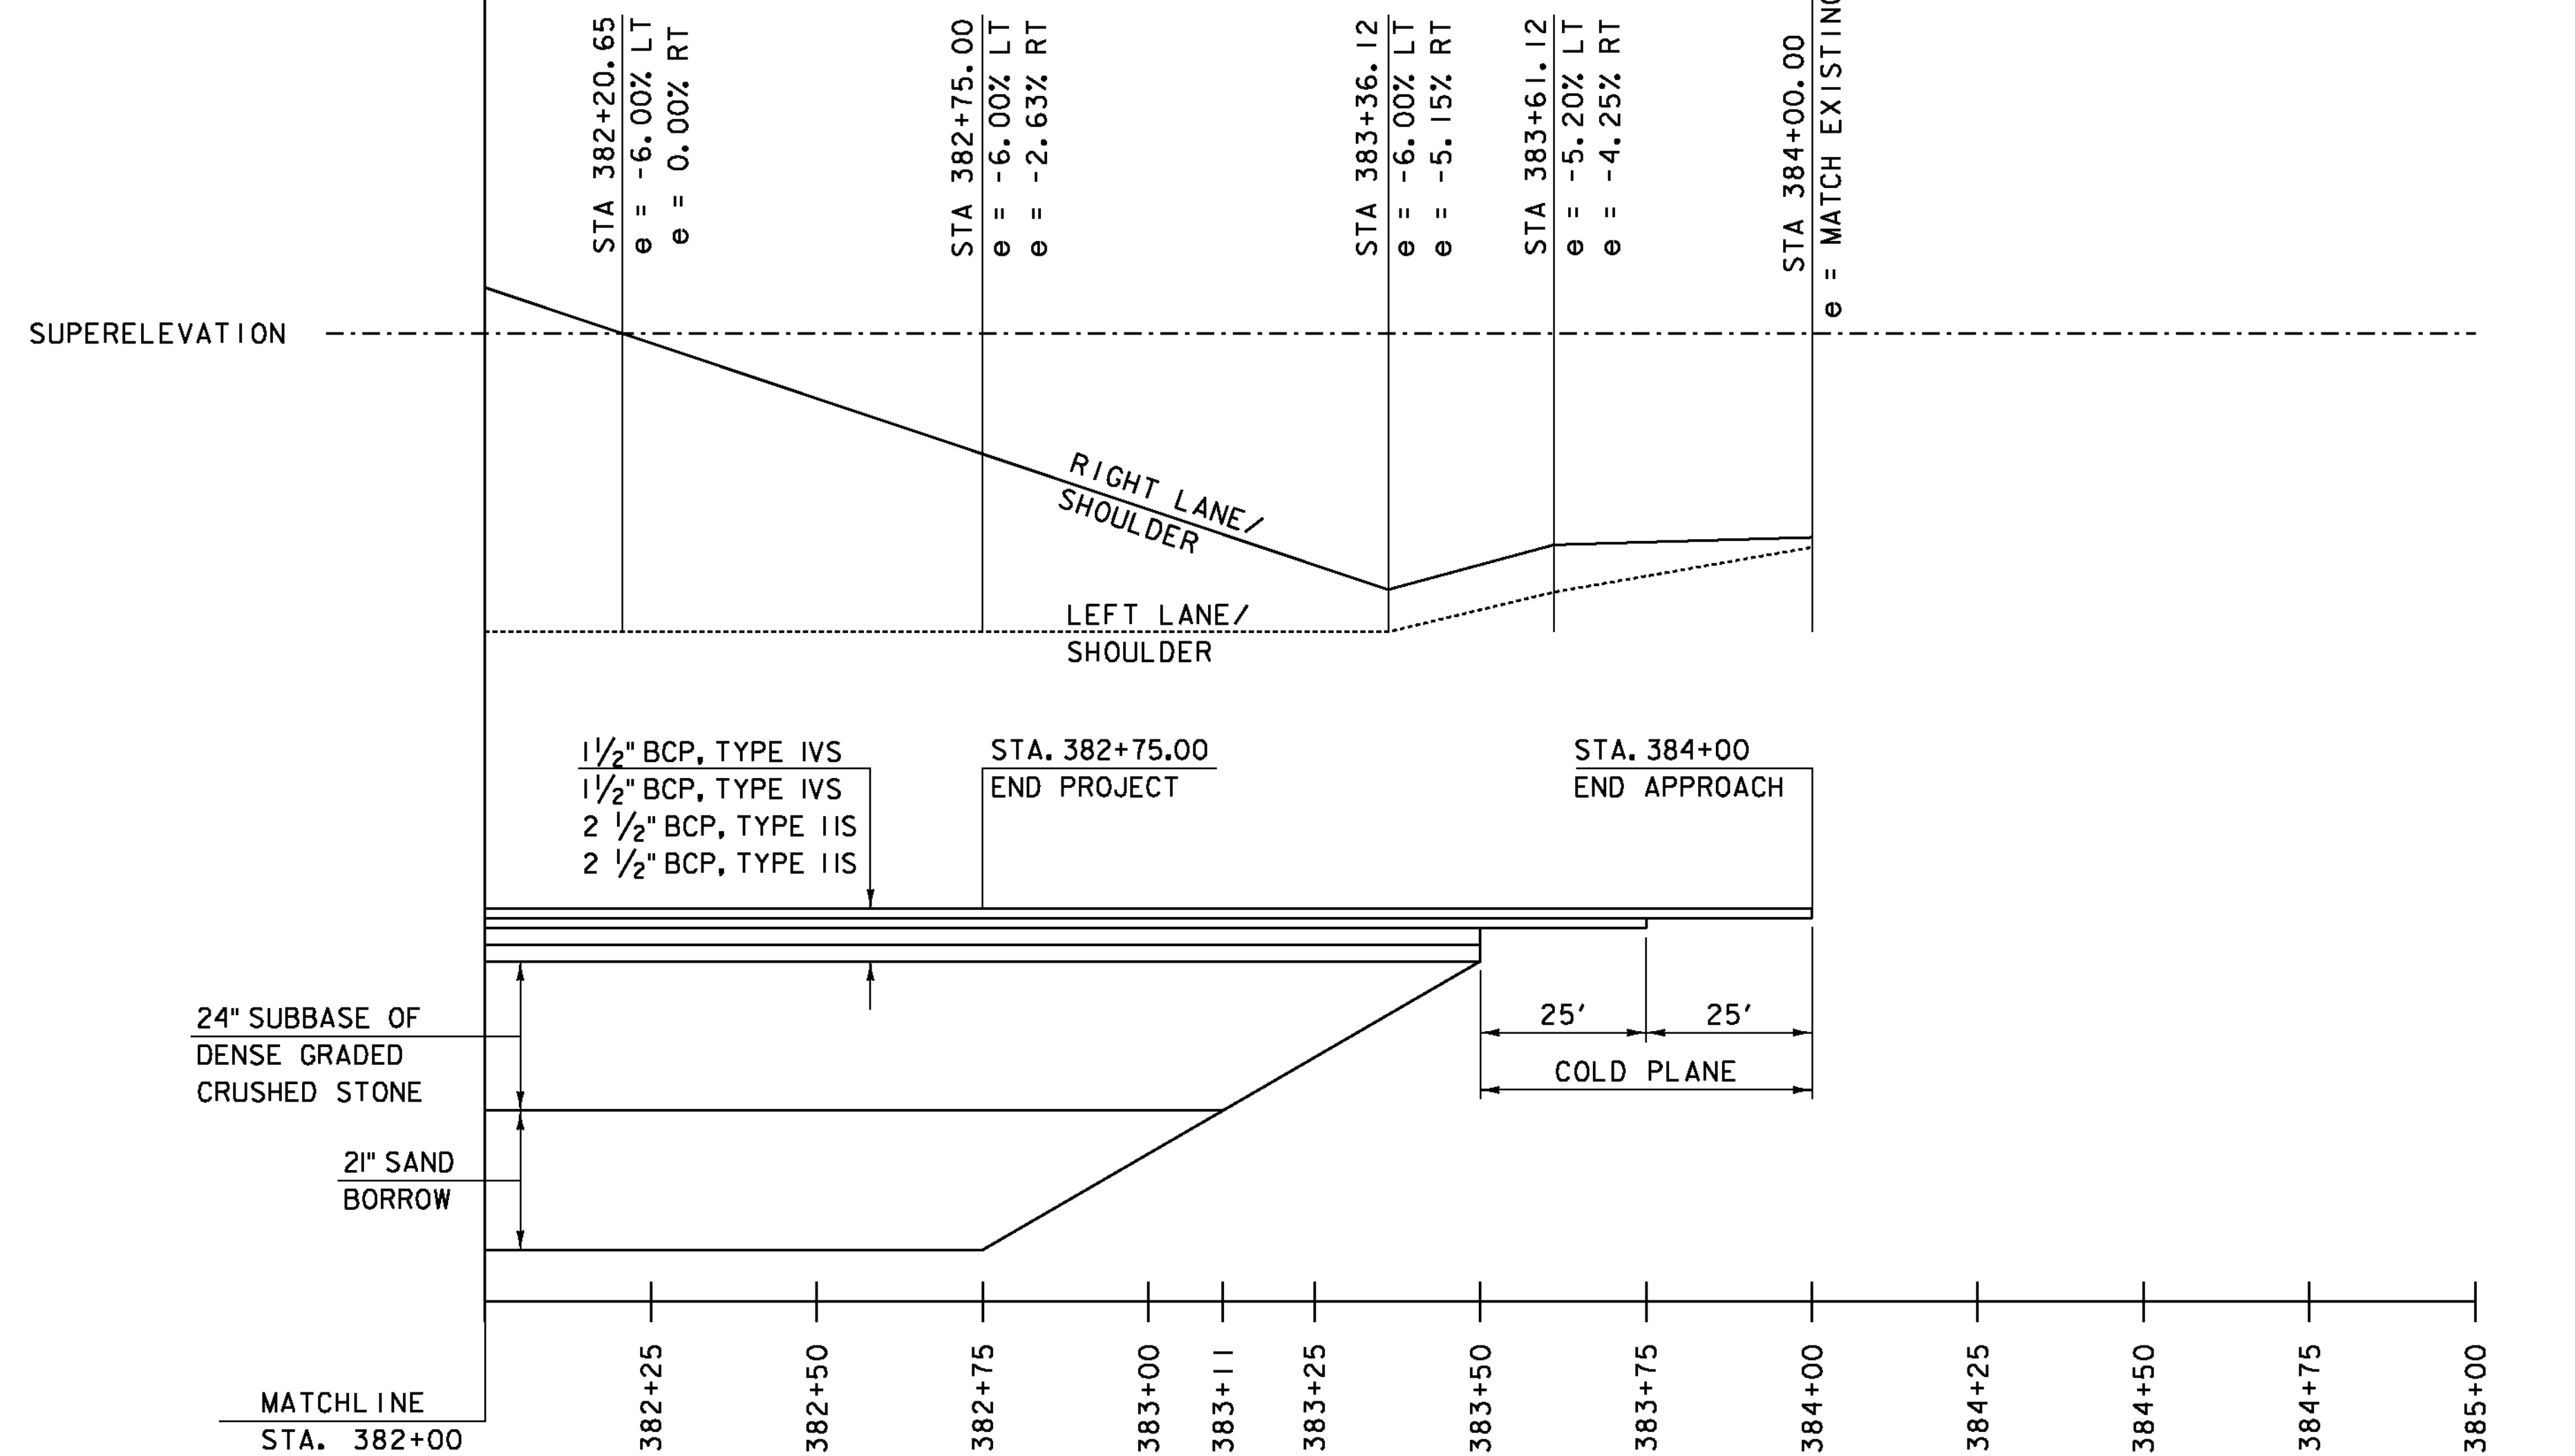 STA 382+20.65
e = -6.00% LT
e = 0.00% RT
STA 382+75.00
e = -6.00% LT
e = -2.63% RT
STA 383+36.12
e = -6.00% LT
e = -5.15% RT
STA 383+61.12
e = -5.20% LT
e = -4.25% RT
STA 384+00.00
e = MATCH EXISTING
SUPERELEVATION
RIGHT LANE/
SHOULDER
LEFT LANE/
SHOULDER
1 1/2" BCP, TYPE IVS
1 1/2" BCP, TYPE IVS
2 1/2" BCP, TYPE IIS
2 1/2" BCP, TYPE IIS
STA. 382+75.00
END PROJECT
STA. 384+00
END APPROACH
24" SUBBASE OF
DENSE GRADED
CRUSHED STONE
25'
25'
COLD PLANE
21" SAND
BORROW
MATCHLINE
STA. 382+00
382+25
382+50
382+75
383+00
383+11
383+25
383+50
383+75
384+00
384+25
384+50
384+75
385+00